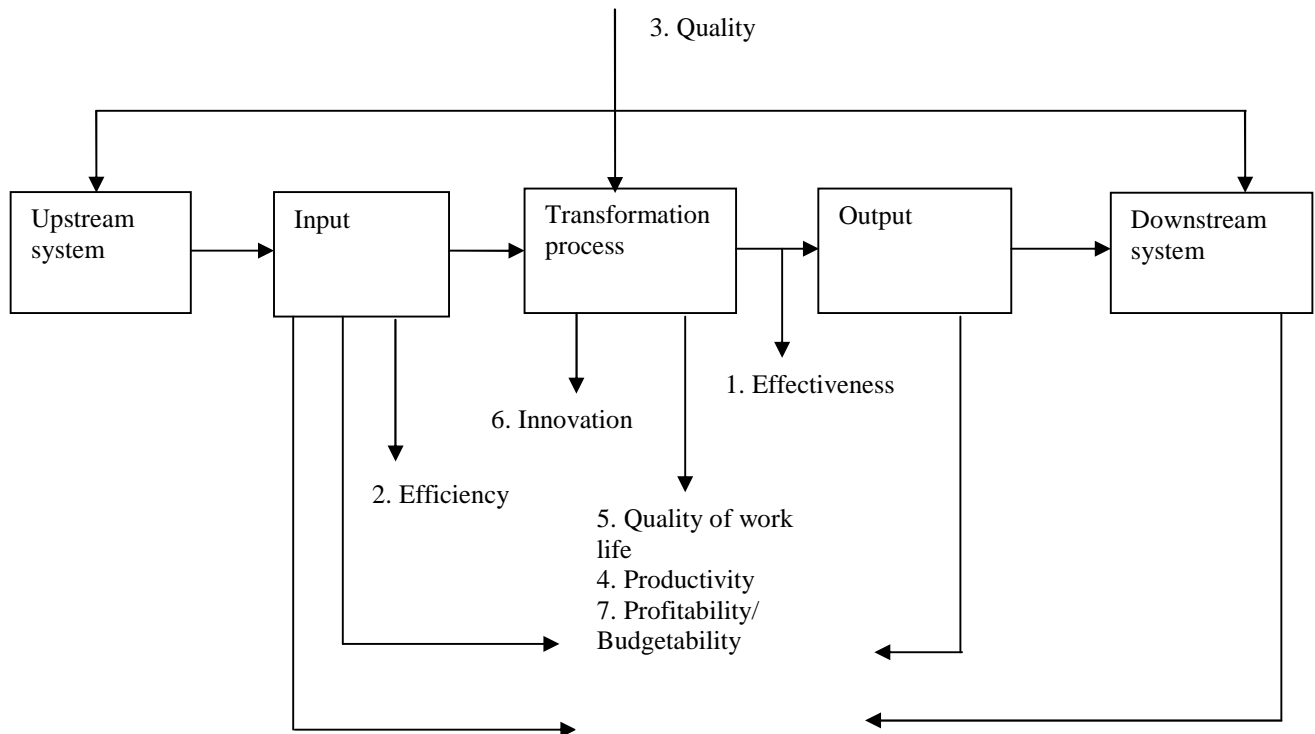 3. Quality
Upstream
system
Input
Transformation
process
Output
Downstream
system
1. Effectiveness
6. Innovation
2. Efficiency
5. Quality of work
life
4. Productivity
7. Profitability/
Budgetability